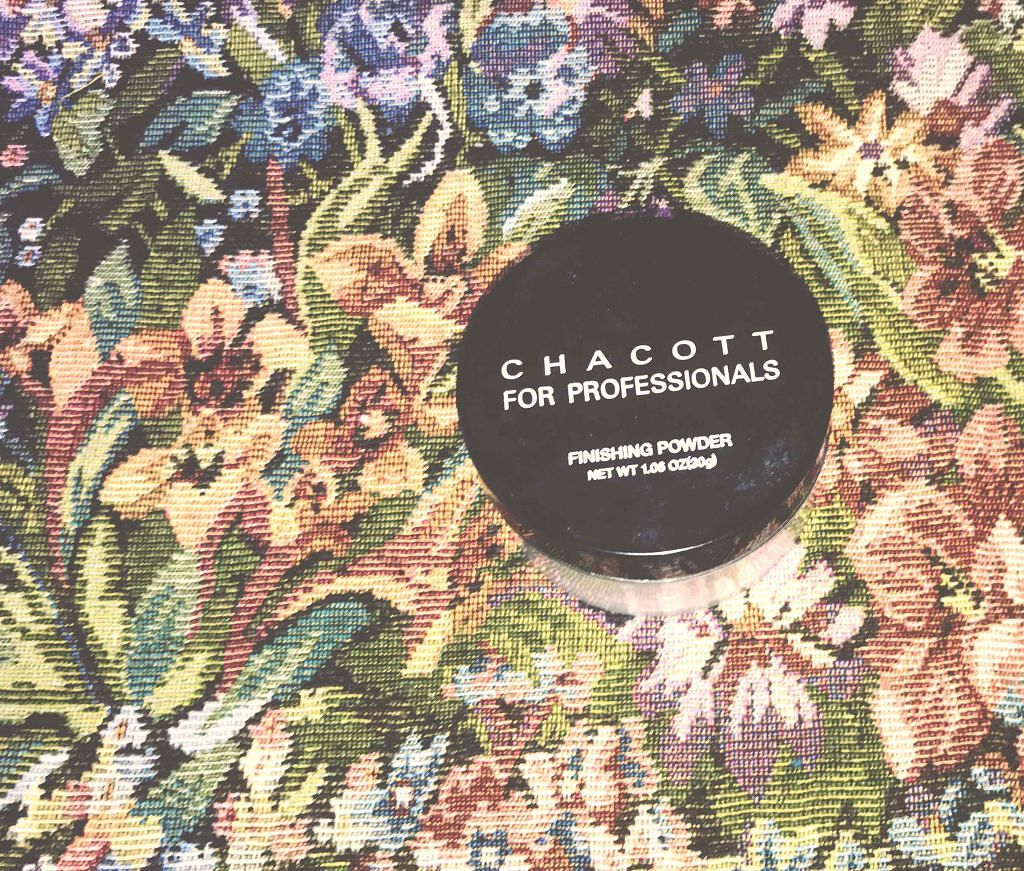 CHACOTT
FOR PROFESSIONALS
FINISHING POWDER
NET WT 1.06 OZ(30g)